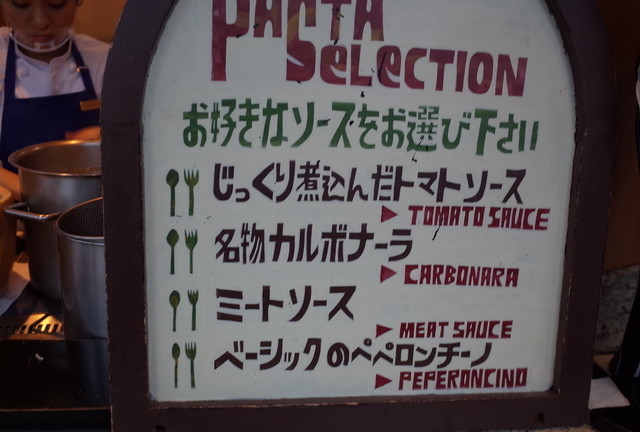 PASTA
SELECTION
お好きなソースをお選び下さい
じっくり煮込んだトマトソース
▶ TOMATO SAUCE
名物カルボナーラ
▶ CARBONARA
ミートソース
▶ MEAT SAUCE
ベーシックのペペロンチーノ
▶ PEPERONCINO